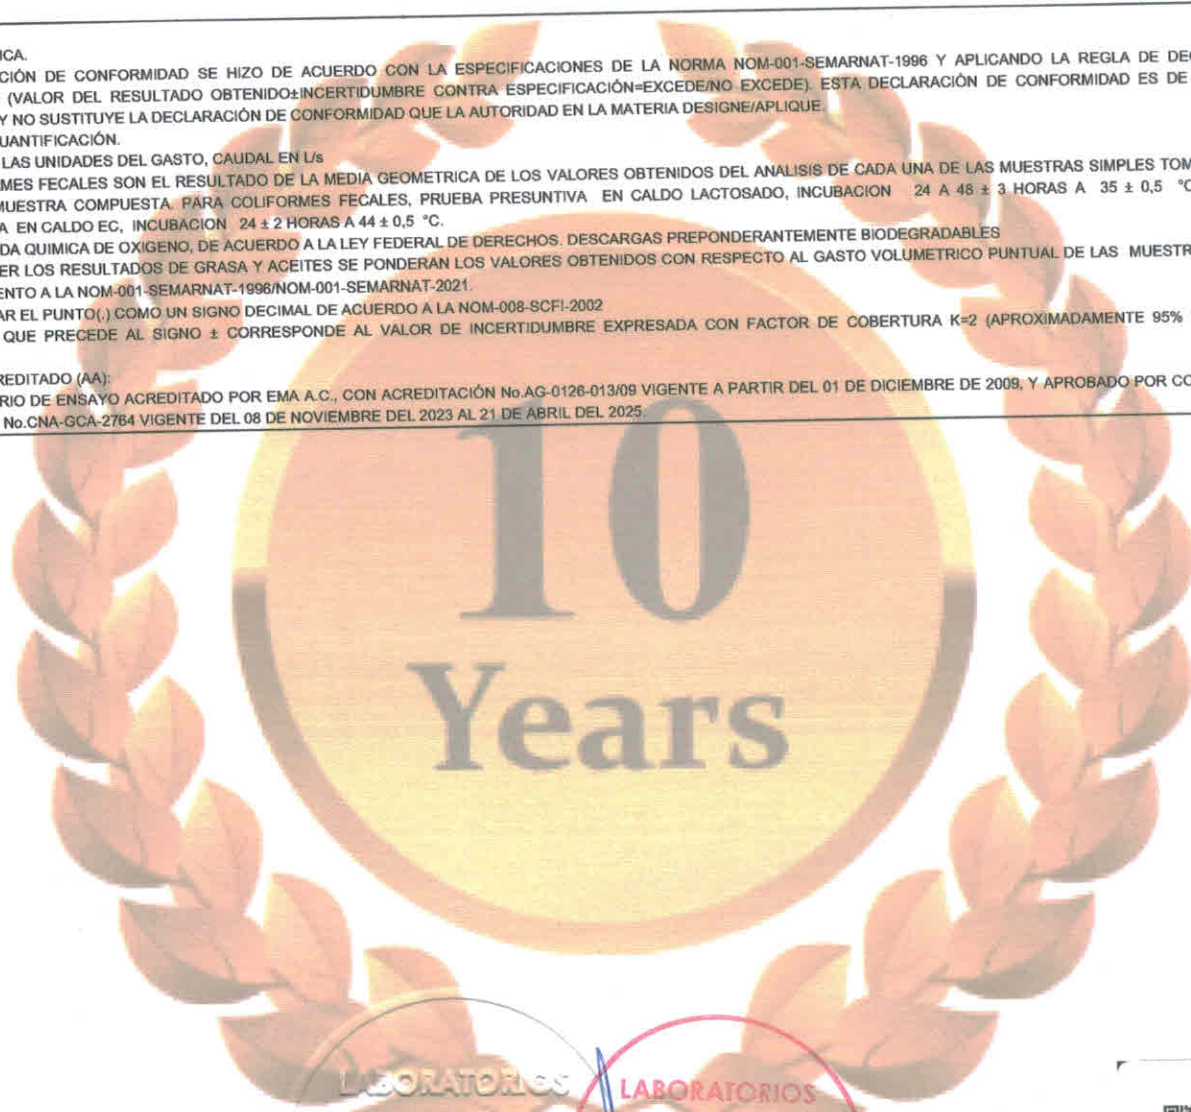 ICA.
CIÓN DE CONFORMIDAD SE HIZO DE ACUERDO CON LA ESPECIFICACIONES DE LA NORMA NOM-001-SEMARNAT-1996 Y APLICANDO LA REGLA DE DE
(VALOR DEL RESULTADO OBTENIDO±INCERTIDUMBRE CONTRA ESPECIFICACIÓN=EXCEDE/NO EXCEDE). ESTA DECLARACIÓN DE CONFORMIDAD ES DE
Y NO SUSTITUYE LA DECLARACIÓN DE CONFORMIDAD QUE LA AUTORIDAD EN LA MATERIA DESIGNE/APLIQUE.
UANTIFICACIÓN.
LAS UNIDADES DEL GASTO, CAUDAL EN L/s
MES FECALES SON EL RESULTADO DE LA MEDIA GEOMETRICA DE LOS VALORES OBTENIDOS DEL ANALISIS DE CADA UNA DE LAS MUESTRAS SIMPLES TOM
MUESTRA COMPUESTA. PARA COLIFORMES FECALES, PRUEBA PRESUNTIVA EN CALDO LACTOSADO, INCUBACION 24 A 48 ± 3 HORAS A 35 ± 0,5 °C
A EN CALDO EC, INCUBACION 24 ± 2 HORAS A 44 ± 0,5 °C.
DA QUIMICA DE OXIGENO, DE ACUERDO A LA LEY FEDERAL DE DERECHOS. DESCARGAS PREPONDERANTEMENTE BIODEGRADABLES
ER LOS RESULTADOS DE GRASA Y ACEITES SE PONDERAN LOS VALORES OBTENIDOS CON RESPECTO AL GASTO VOLUMETRICO PUNTUAL DE LAS MUESTR
ENTO A LA NOM-001-SEMARNAT-1996/NOM-001-SEMARNAT-2021.
AR EL PUNTO(.) COMO UN SIGNO DECIMAL DE ACUERDO A LA NOM-008-SCFI-2002
QUE PRECEDE AL SIGNO ± CORRESPONDE AL VALOR DE INCERTIDUMBRE EXPRESADA CON FACTOR DE COBERTURA K=2 (APROXIMADAMENTE 95%
REDITADO (AA):
RIO DE ENSAYO ACREDITADO POR EMA A.C., CON ACREDITACIÓN No.AG-0126-013/09 VIGENTE A PARTIR DEL 01 DE DICIEMBRE DE 2009, Y APROBADO POR CO
No.CNA-GCA-2764 VIGENTE DEL 08 DE NOVIEMBRE DEL 2023 AL 21 DE ABRIL DEL 2025.
10
Years
LABORATORIOS
LABORATORIOS